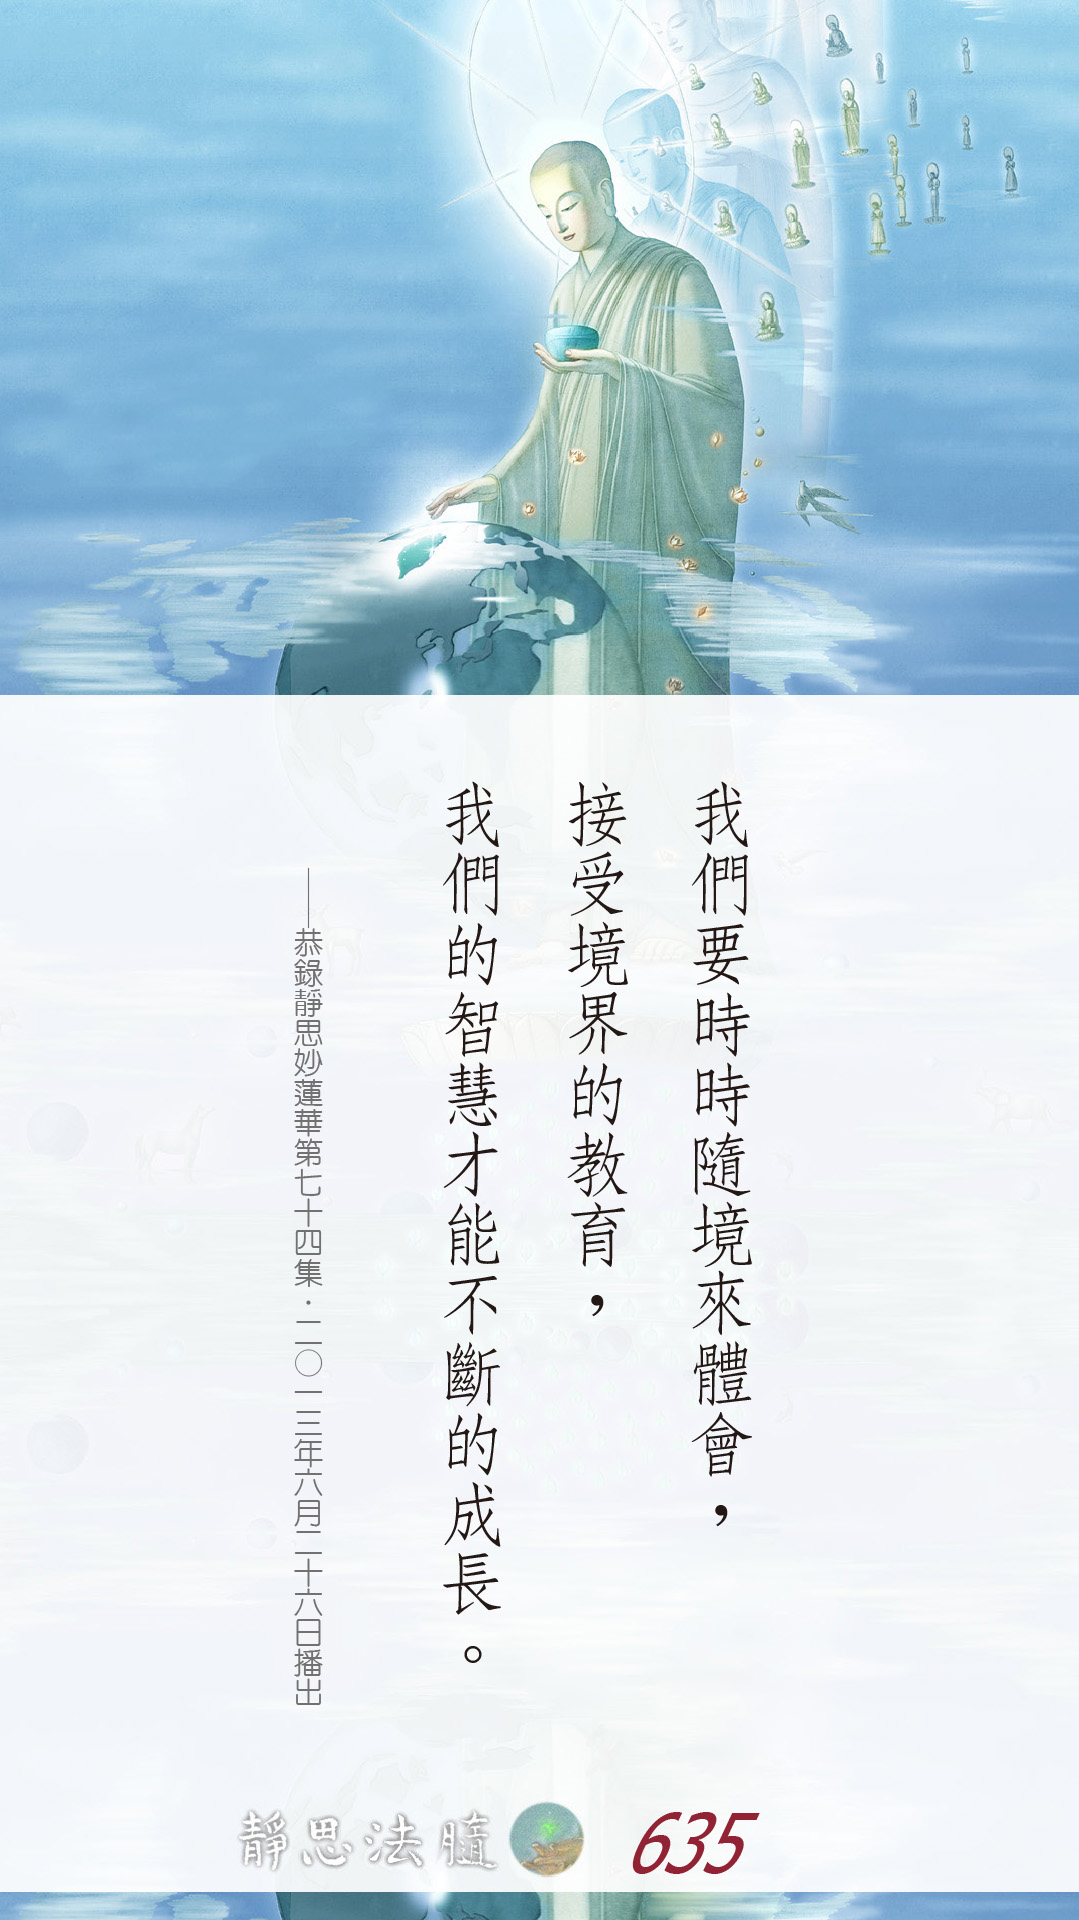 我們要時時隨境來體會，
接受境界的教育，
我們的智慧才能不斷的成長。
——恭錄靜思妙蓮華第七十四集．二〇一三年六月二十六日播出
靜思法髓
635